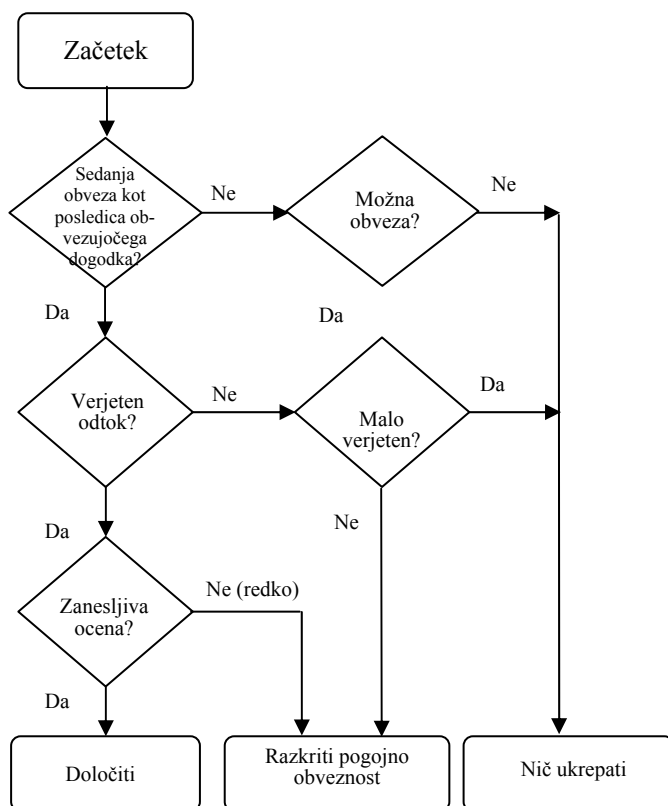 Začetek
Sedanja
obveza kot
posledica ob-
vezujočega
dogodka?
Ne
Možna
obveza?
Ne
Da
Da
Verjeten
odtok?
Ne
Malo
verjeten?
Da
Da
Ne
Zanesljiva
ocena?
Ne (redko)
Da
Določiti
Razkriti pogojno
obveznost
Nič ukrepati